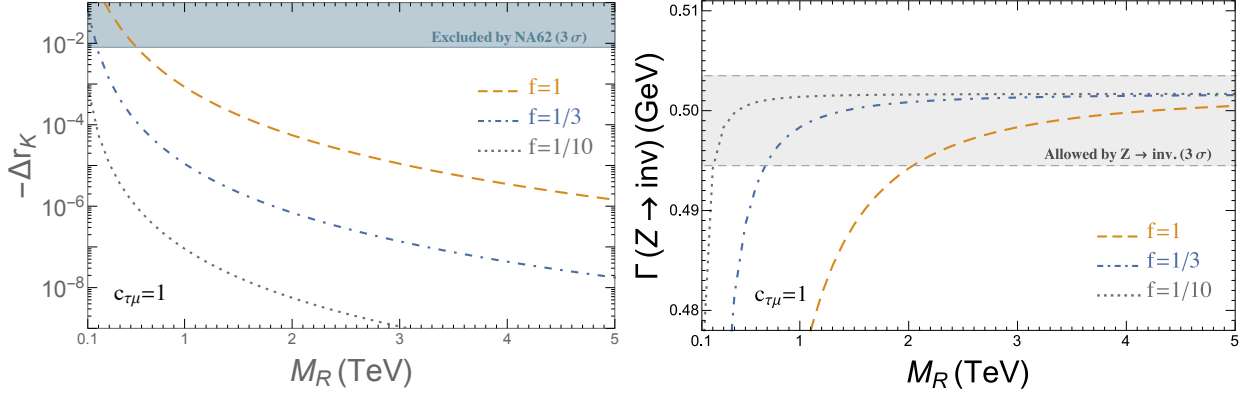 10⁻²
10⁻⁴
10⁻⁶
10⁻⁸
−Δr_K
Excluded by NA62 (3 σ)
f=1
f=1/3
f=1/10
c_τμ=1
0.1 1 2 3 4 5
M_R (TeV)
0.51
0.50
0.49
0.48
Γ (Z → inv) (GeV)
Allowed by Z → inv. (3 σ)
f=1
f=1/3
f=1/10
c_τμ=1
0.1 1 2 3 4 5
M_R (TeV)